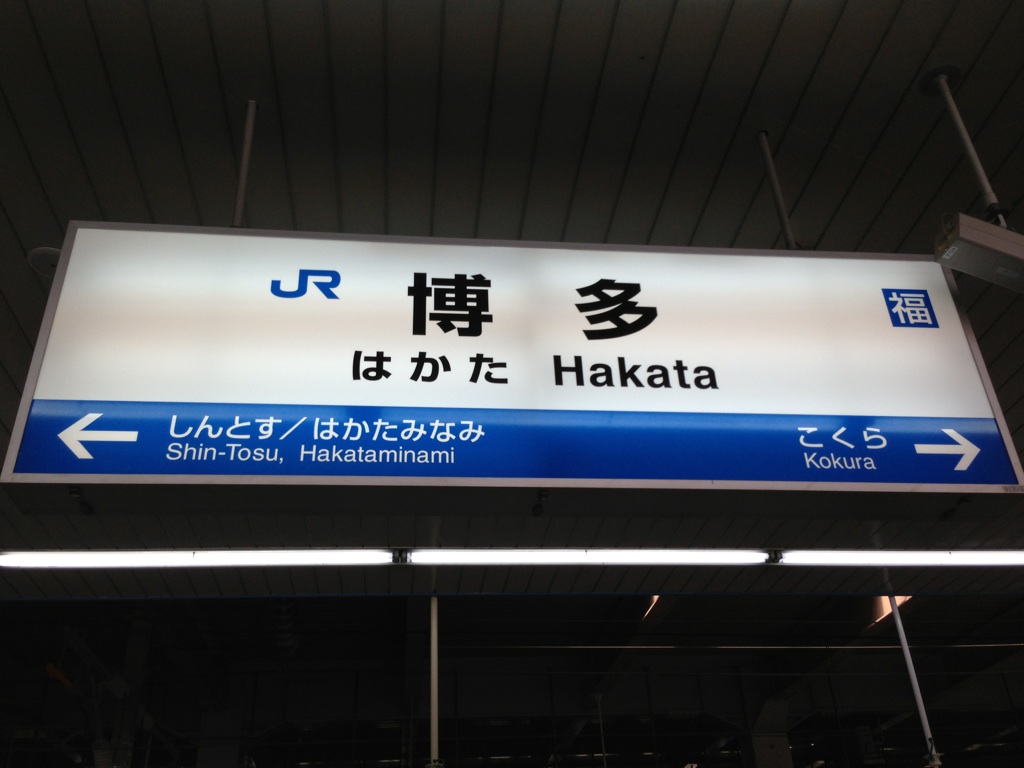 JR 博多 福
はかた Hakata
← しんとす/はかたみなみ
Shin-Tosu, Hakataminami
こくら →
Kokura